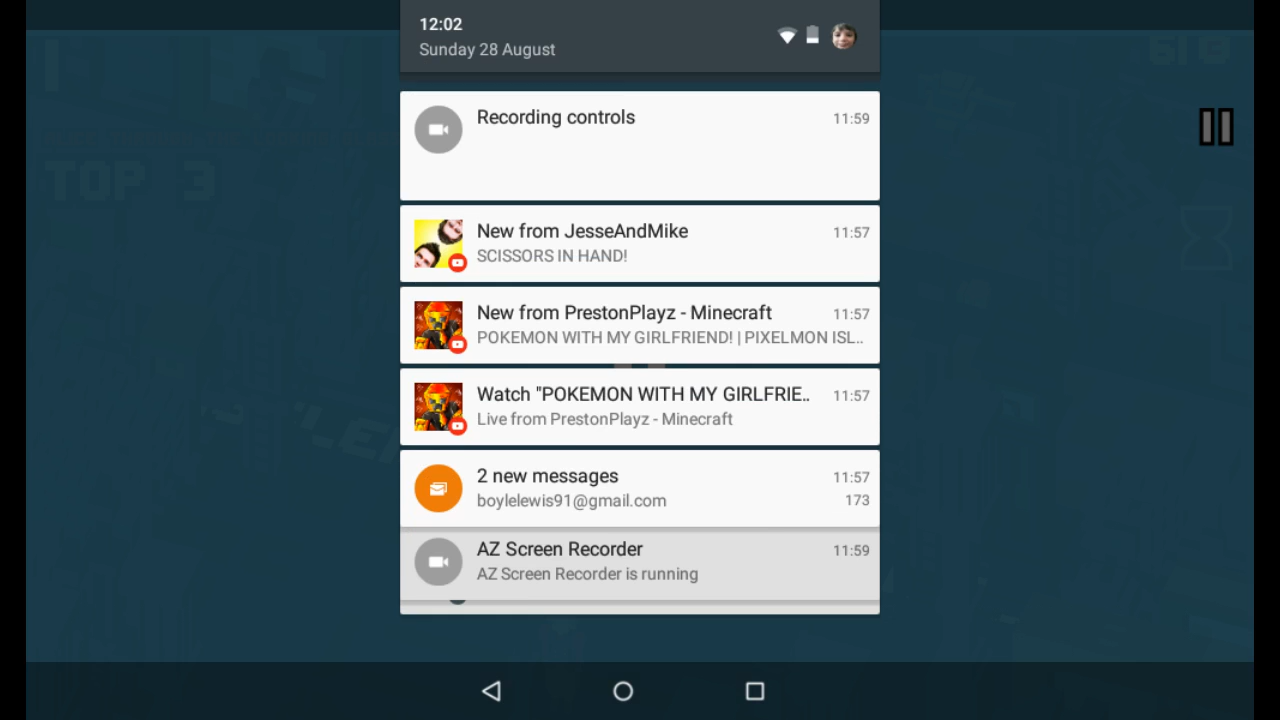 12:02
Sunday 28 August
Recording controls
11:59
New from JesseAndMike
11:57
SCISSORS IN HAND!
New from PrestonPlayz - Minecraft
11:57
POKEMON WITH MY GIRLFRIEND! | PIXELMON ISL..
Watch "POKEMON WITH MY GIRLFRIE..
11:57
Live from PrestonPlayz - Minecraft
2 new messages
11:57
boylelewis91@gmail.com
173
AZ Screen Recorder
11:59
AZ Screen Recorder is running
TOP 3